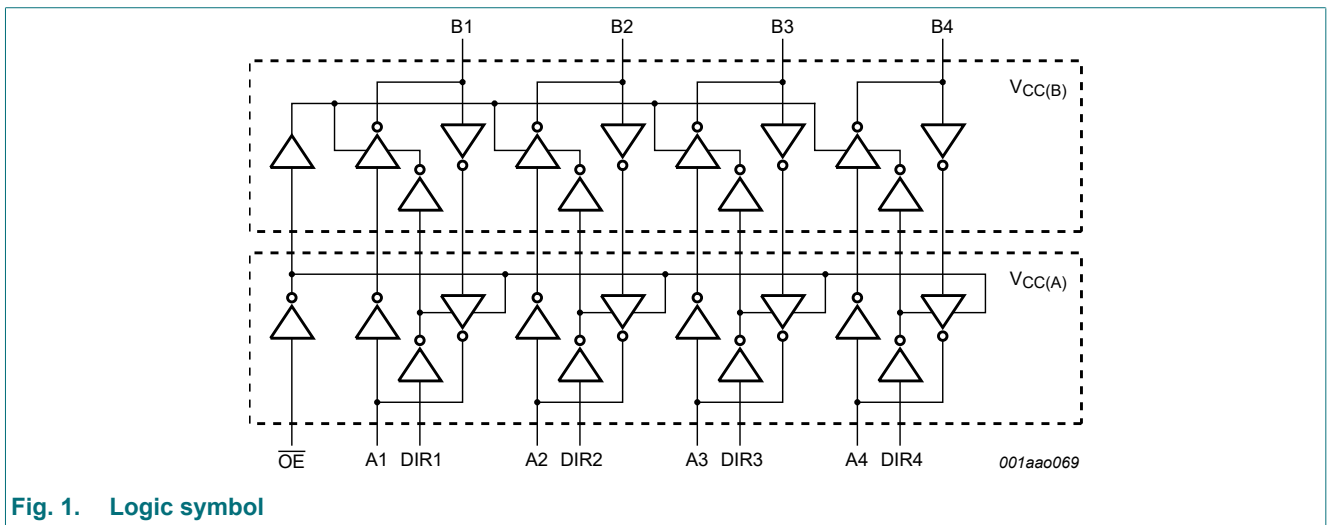 B1 B2 B3 B4
VCC(B)
VCC(A)
OE A1 DIR1 A2 DIR2 A3 DIR3 A4 DIR4 001aao069
Fig. 1. Logic symbol